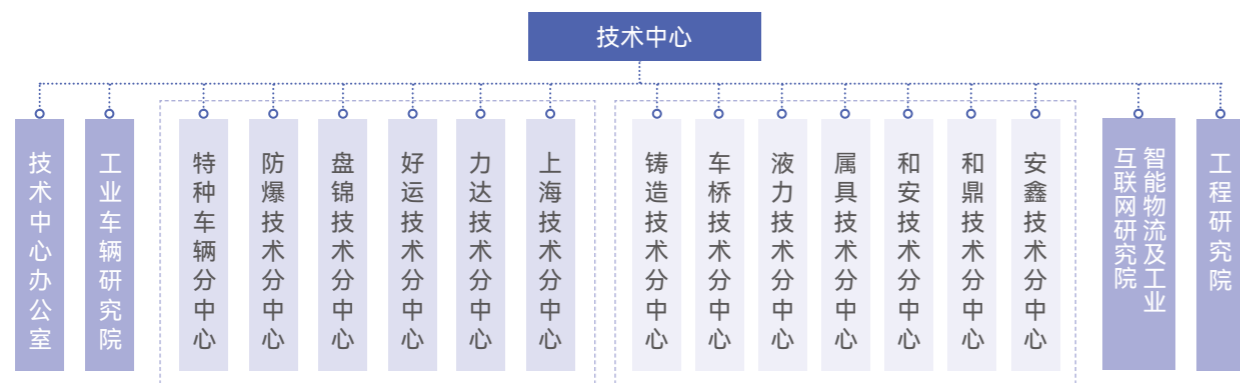 技术中心
技术中心办公室
工业车辆研究院
特种车辆分中心
防爆技术分中心
盘锦技术分中心
好运技术分中心
力达技术分中心
上海技术分中心
铸造技术分中心
车桥技术分中心
液力技术分中心
属具技术分中心
和安技术分中心
和鼎技术分中心
安鑫技术分中心
智能物流及工业
互联网研究院
工程研究院